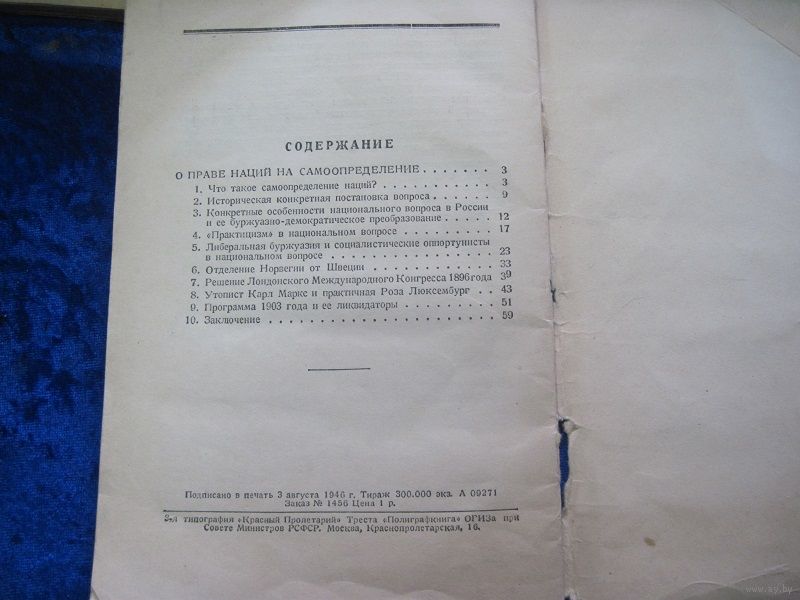 СОДЕРЖАНИЕ
О ПРАВЕ НАЦИЙ НА САМООПРЕДЕЛЕНИЕ . . . . . . . 3
1. Что такое самоопределение наций? . . . . . . . . . . . 3
2. Историческая конкретная постановка вопроса . . . . . . 9
3. Конкретные особенности национального вопроса в России
и ее буржуазно-демократическое преобразование . . . . . 12
4. «Практицизм» в национальном вопросе . . . . . . . . 17
5. Либеральная буржуазия и социалистические оппортунисты
в национальном вопросе . . . . . . . . . . . . . . 23
6. Отделение Норвегии от Швеции . . . . . . . . . . . 33
7. Решение Лондонского Международного Конгресса 1896 года 39
8. Утопист Карл Маркс и практичная Роза Люксембург . . 43
9. Программа 1903 года и ее ликвидаторы . . . . . . . . 51
10. Заключение . . . . . . . . . . . . . . . . . . . . 59
Подписано в печать 3 августа 1946 г. Тираж 300.000 экз. А 09271
Заказ № 1456 Цена 1 р.
3-я типография «Красный Пролетарий» Треста «Полиграфкнига» ОГИЗа при
Совете Министров РСФСР. Москва, Краснопролетарская, 16.
www.ay.by